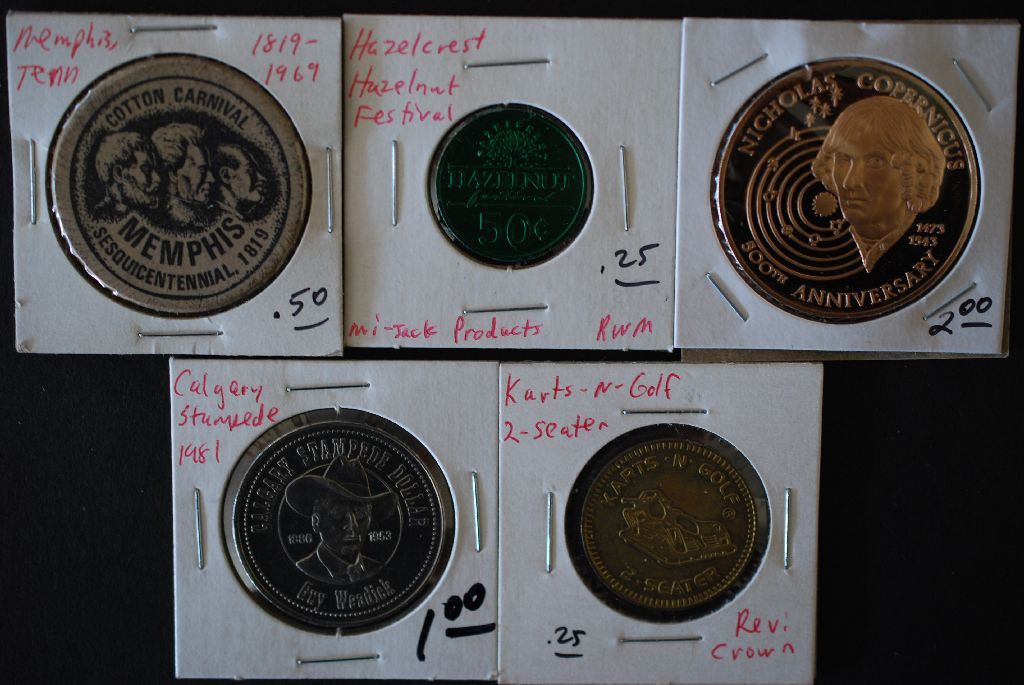 Memphis,
Tenn
1819-
1969
COTTON CARNIVAL
MEMPHIS
SESQUICENTENNIAL, 1819
.50
Hazelcrest
Hazelnut
Festival
HAZELNUT
50¢
.25
Mi-Jack Products
RWM
NICHOLAS COPERNICUS
1473
1543
500TH ANNIVERSARY
2.00
Calgary
Stampede
1981
CALGARY STAMPEDE DOLLAR
1886 1953
Guy Weadick
1.00
Karts-N-Golf
2-Seater
KARTS-'N'-GOLF ®
2-SEATER
.25
Rev:
Crown